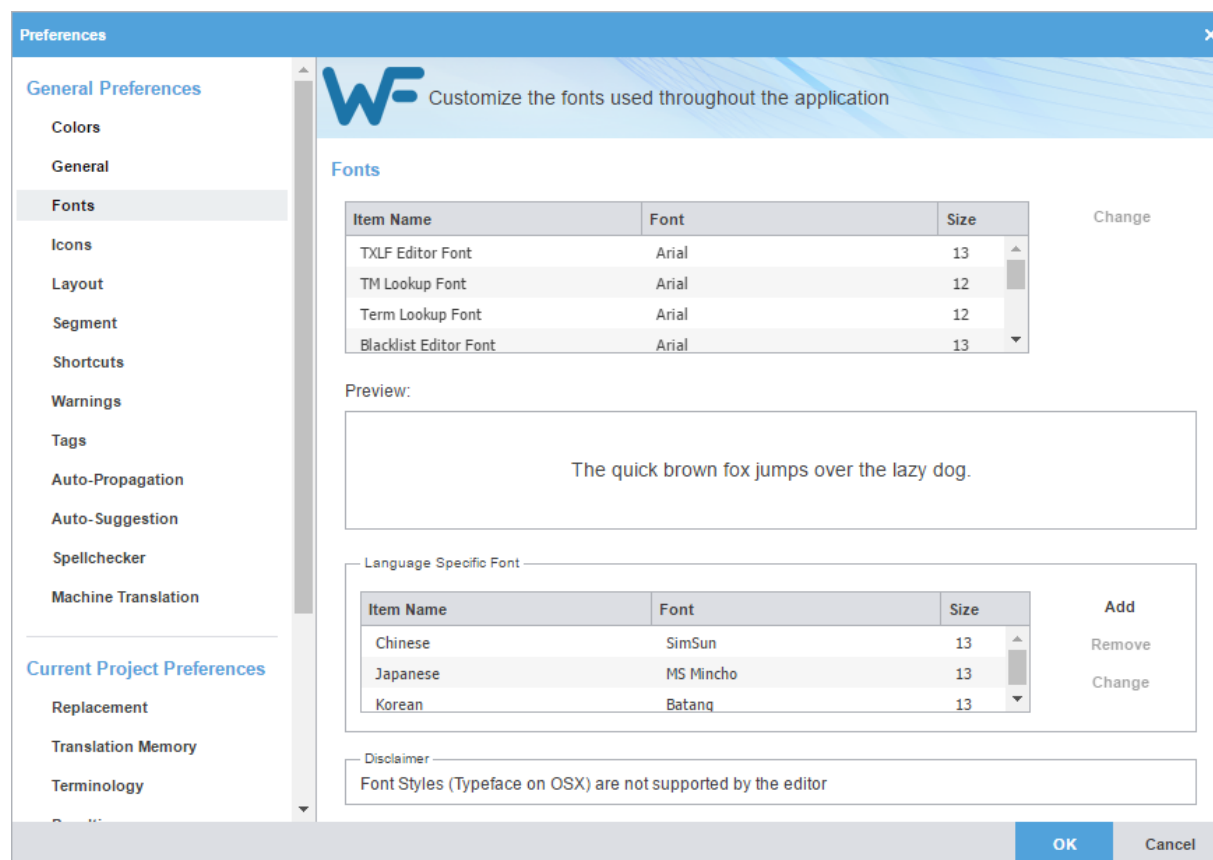 Preferences
General Preferences
Colors
General
Fonts
Icons
Layout
Segment
Shortcuts
Warnings
Tags
Auto-Propagation
Auto-Suggestion
Spellchecker
Machine Translation
Current Project Preferences
Replacement
Translation Memory
Terminology
WF Customize the fonts used throughout the application
Fonts
Item Name Font Size
TXLF Editor Font Arial 13
TM Lookup Font Arial 12
Term Lookup Font Arial 12
Blacklist Editor Font Arial 13
Change
Preview:
The quick brown fox jumps over the lazy dog.
Language Specific Font
Item Name Font Size
Chinese SimSun 13
Japanese MS Mincho 13
Korean Batang 13
Add
Remove
Change
Disclaimer
Font Styles (Typeface on OSX) are not supported by the editor
OK Cancel